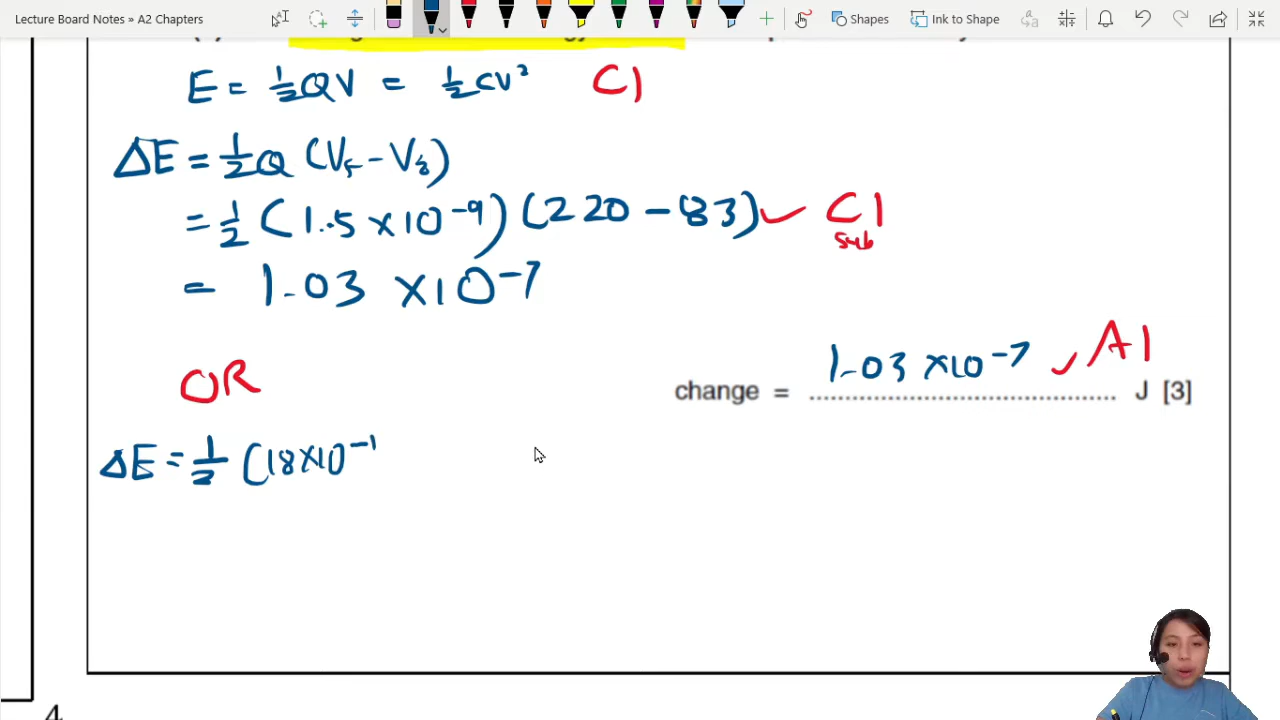 Lecture Board Notes » A2 Chapters
Shapes
Ink to Shape
E = ½QV = ½CV² C1
ΔE = ½Q (V₅ - V₈)
= ½ (1.5 × 10⁻⁹) (220 - 83) ✓ C1
sub
= 1.03 × 10⁻⁷
OR
1.03 × 10⁻⁷ ✓ A1
change = ............................................ J [3]
ΔE = ½ (18×10⁻¹
4